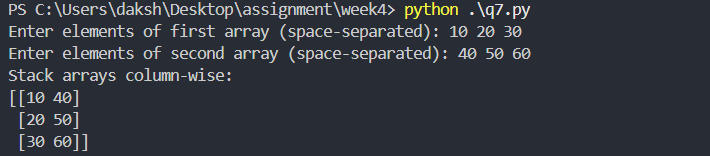 PS C:\Users\daksh\Desktop\assignment\week4> python .\q7.py
Enter elements of first array (space-separated): 10 20 30
Enter elements of second array (space-separated): 40 50 60
Stack arrays column-wise:
[[10 40]
 [20 50]
 [30 60]]